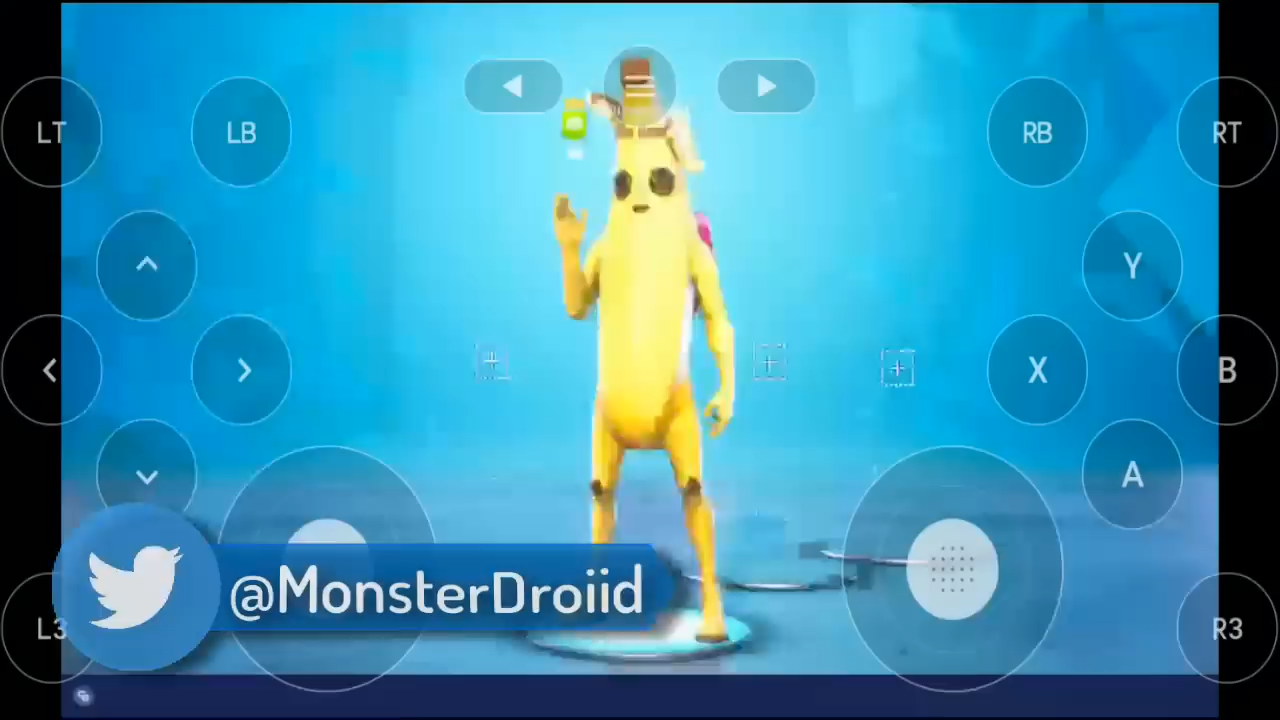 LT
LB
RB
RT
Y
X
B
A
@MonsterDroiid
L3
R3